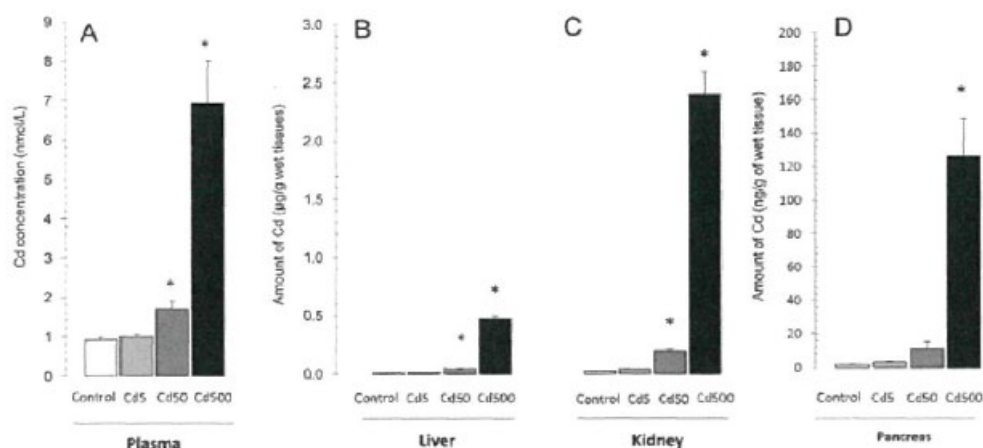 A
B
C
D
9
8
7
6
5
4
3
2
1
0
Cd concentration (nmol/L)
*
*
Control Cd5 Cd50 Cd500
Plasma
3.0
2.5
2.0
1.5
1.0
0.5
0.0
Amount of Cd (µg/g wet tissues)
*
*
Control Cd5 Cd50 Cd500
Liver
*
*
Control Cd5 Cd50 Cd500
Kidney
200
180
160
140
120
100
80
60
40
20
0
Amount of Cd (ng/g of wet tissue)
*
Control Cd5 Cd50 Cd500
Pancreas